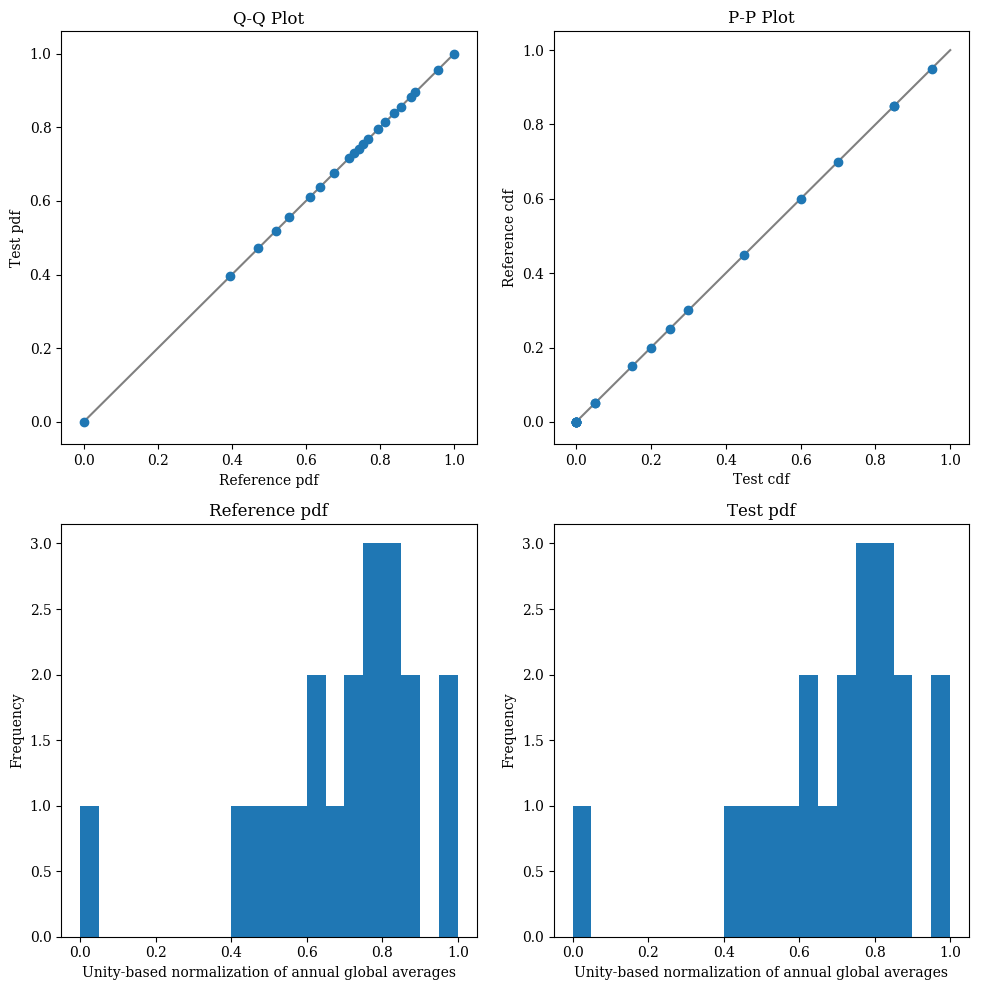 Q-Q Plot
1.0
0.8
0.6
0.4
0.2
0.0
Test pdf
0.0 0.2 0.4 0.6 0.8 1.0
Reference pdf
P-P Plot
1.0
0.8
0.6
0.4
0.2
0.0
Reference cdf
0.0 0.2 0.4 0.6 0.8 1.0
Test cdf
Reference pdf
3.0
2.5
2.0
1.5
1.0
0.5
0.0
Frequency
0.0 0.2 0.4 0.6 0.8 1.0
Unity-based normalization of annual global averages
Test pdf
3.0
2.5
2.0
1.5
1.0
0.5
0.0
Frequency
0.0 0.2 0.4 0.6 0.8 1.0
Unity-based normalization of annual global averages